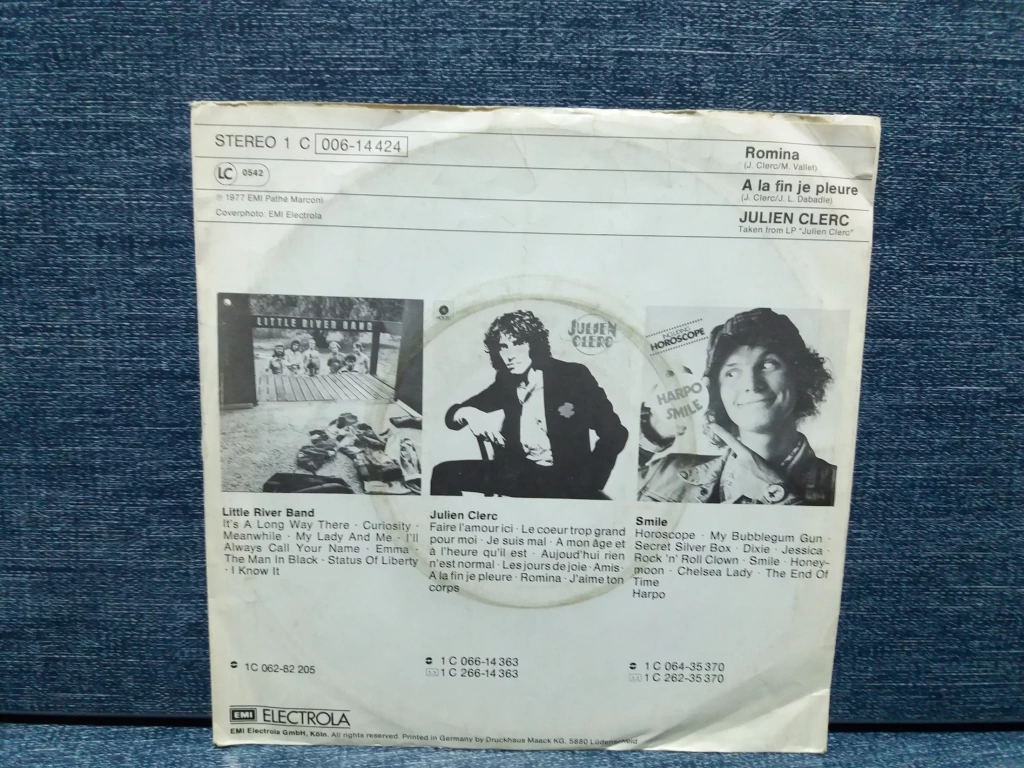 STEREO 1 C 006-14424
LC 0542
℗ 1977 EMI Pathé Marconi
Coverphoto: EMI Electrola
Romina
(J. Clerc/M. Vallet)
A la fin je pleure
(J. Clerc/J. L. Dabadie)
JULIEN CLERC
Taken from LP "Julien Clerc"
LITTLE RIVER BAND
JULIEN
CLERC
INCLUDING
HOROSCOPE
HARPO
SMILE
Little River Band
It's A Long Way There · Curiosity ·
Meanwhile · My Lady And Me · I'll
Always Call Your Name · Emma ·
The Man In Black · Status Of Liberty
· I Know It
Julien Clerc
Faire l'amour ici · Le coeur trop grand
pour moi · Je suis mal · A mon âge et
à l'heure qu'il est · Aujourd'hui rien
n'est normal · Les jours de joie · Amis ·
A la fin je pleure · Romina · J'aime ton
corps
Smile
Horoscope · My Bubblegum Gun ·
Secret Silver Box · Dixie · Jessica ·
Rock 'n' Roll Clown · Smile · Honey-
moon · Chelsea Lady · The End Of
Time
Harpo
1C 062-82 205
1 C 066-14 363
1 C 266-14 363
1 C 064-35 370
1 C 262-35 370
EMI ELECTROLA
EMI Electrola GmbH, Köln. All rights reserved. Printed in Germany by Druckhaus Maack KG, 5880 Lüdenscheid